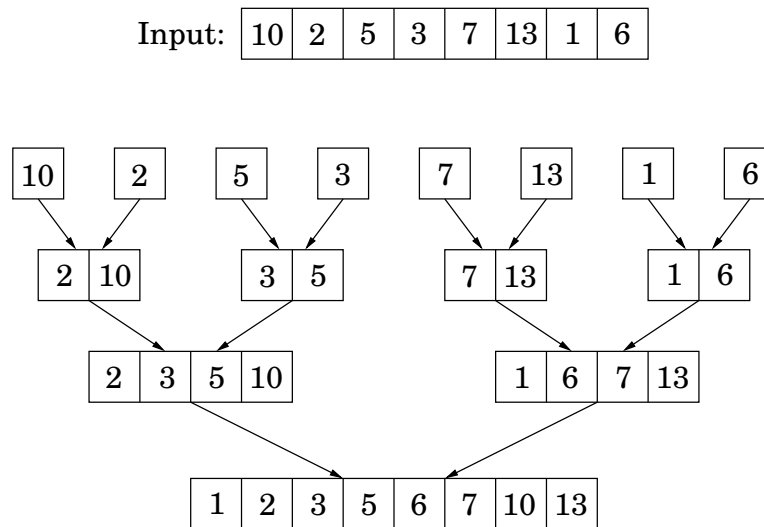 Input: 10 2 5 3 7 13 1 6
10 2 5 3 7 13 1 6
2 10 3 5 7 13 1 6
2 3 5 10 1 6 7 13
1 2 3 5 6 7 10 13